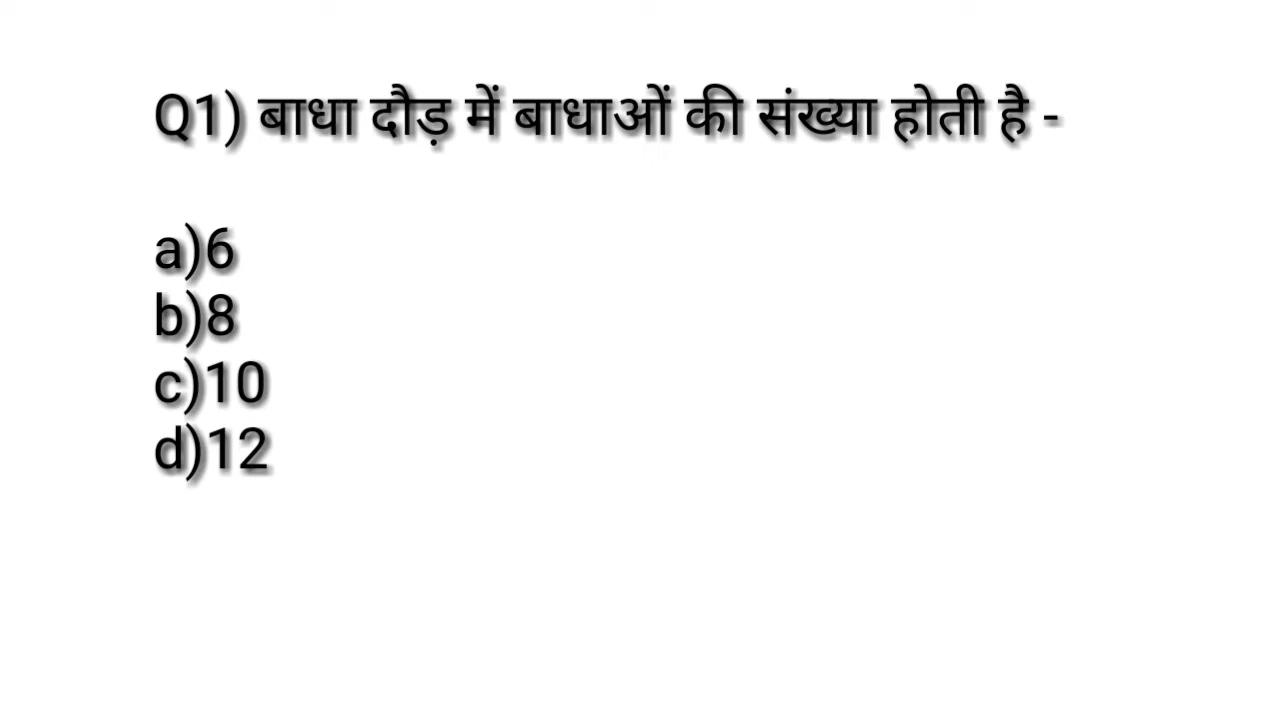 Q1) बाधा दौड़ में बाधाओं की संख्या होती है -
a)6
b)8
c)10
d)12